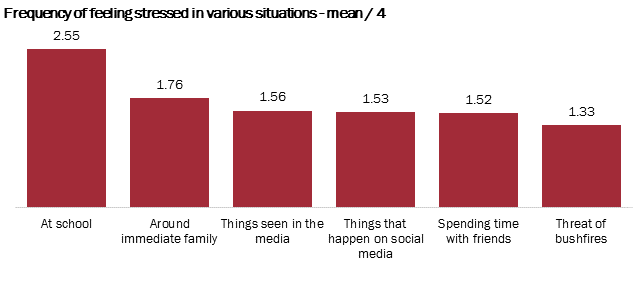 Frequency of feeling stressed in various situations - mean / 4
2.55
1.76
1.56
1.53
1.52
1.33
At school
Around
immediate family
Things seen in the
media
Things that
happen on social
media
Spending time
with friends
Threat of
bushfires